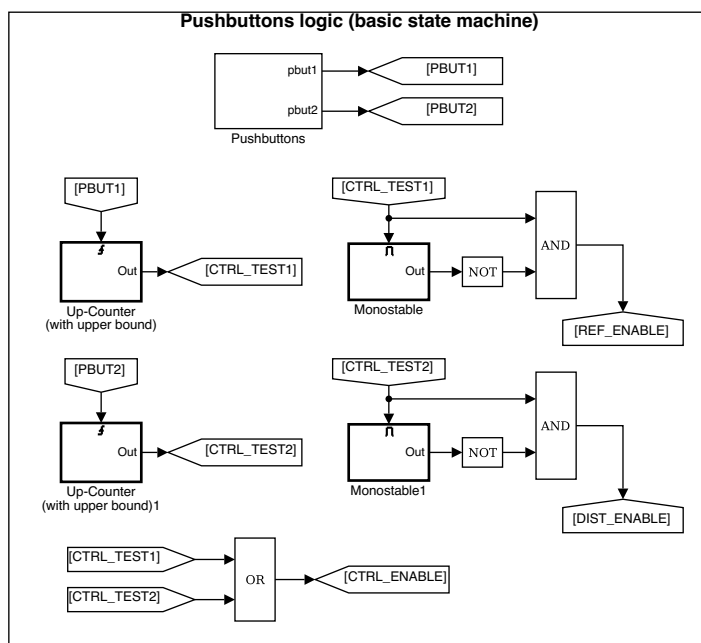 Pushbuttons logic (basic state machine)
pbut1
[PBUT1]
pbut2
[PBUT2]
Pushbuttons
[PBUT1]
Out
[CTRL_TEST1]
Up-Counter
(with upper bound)
[CTRL_TEST1]
Out
NOT
AND
Monostable
[REF_ENABLE]
[PBUT2]
Out
[CTRL_TEST2]
Up-Counter
(with upper bound)1
[CTRL_TEST2]
Out
NOT
AND
Monostable1
[DIST_ENABLE]
[CTRL_TEST1]
[CTRL_TEST2]
OR
[CTRL_ENABLE]